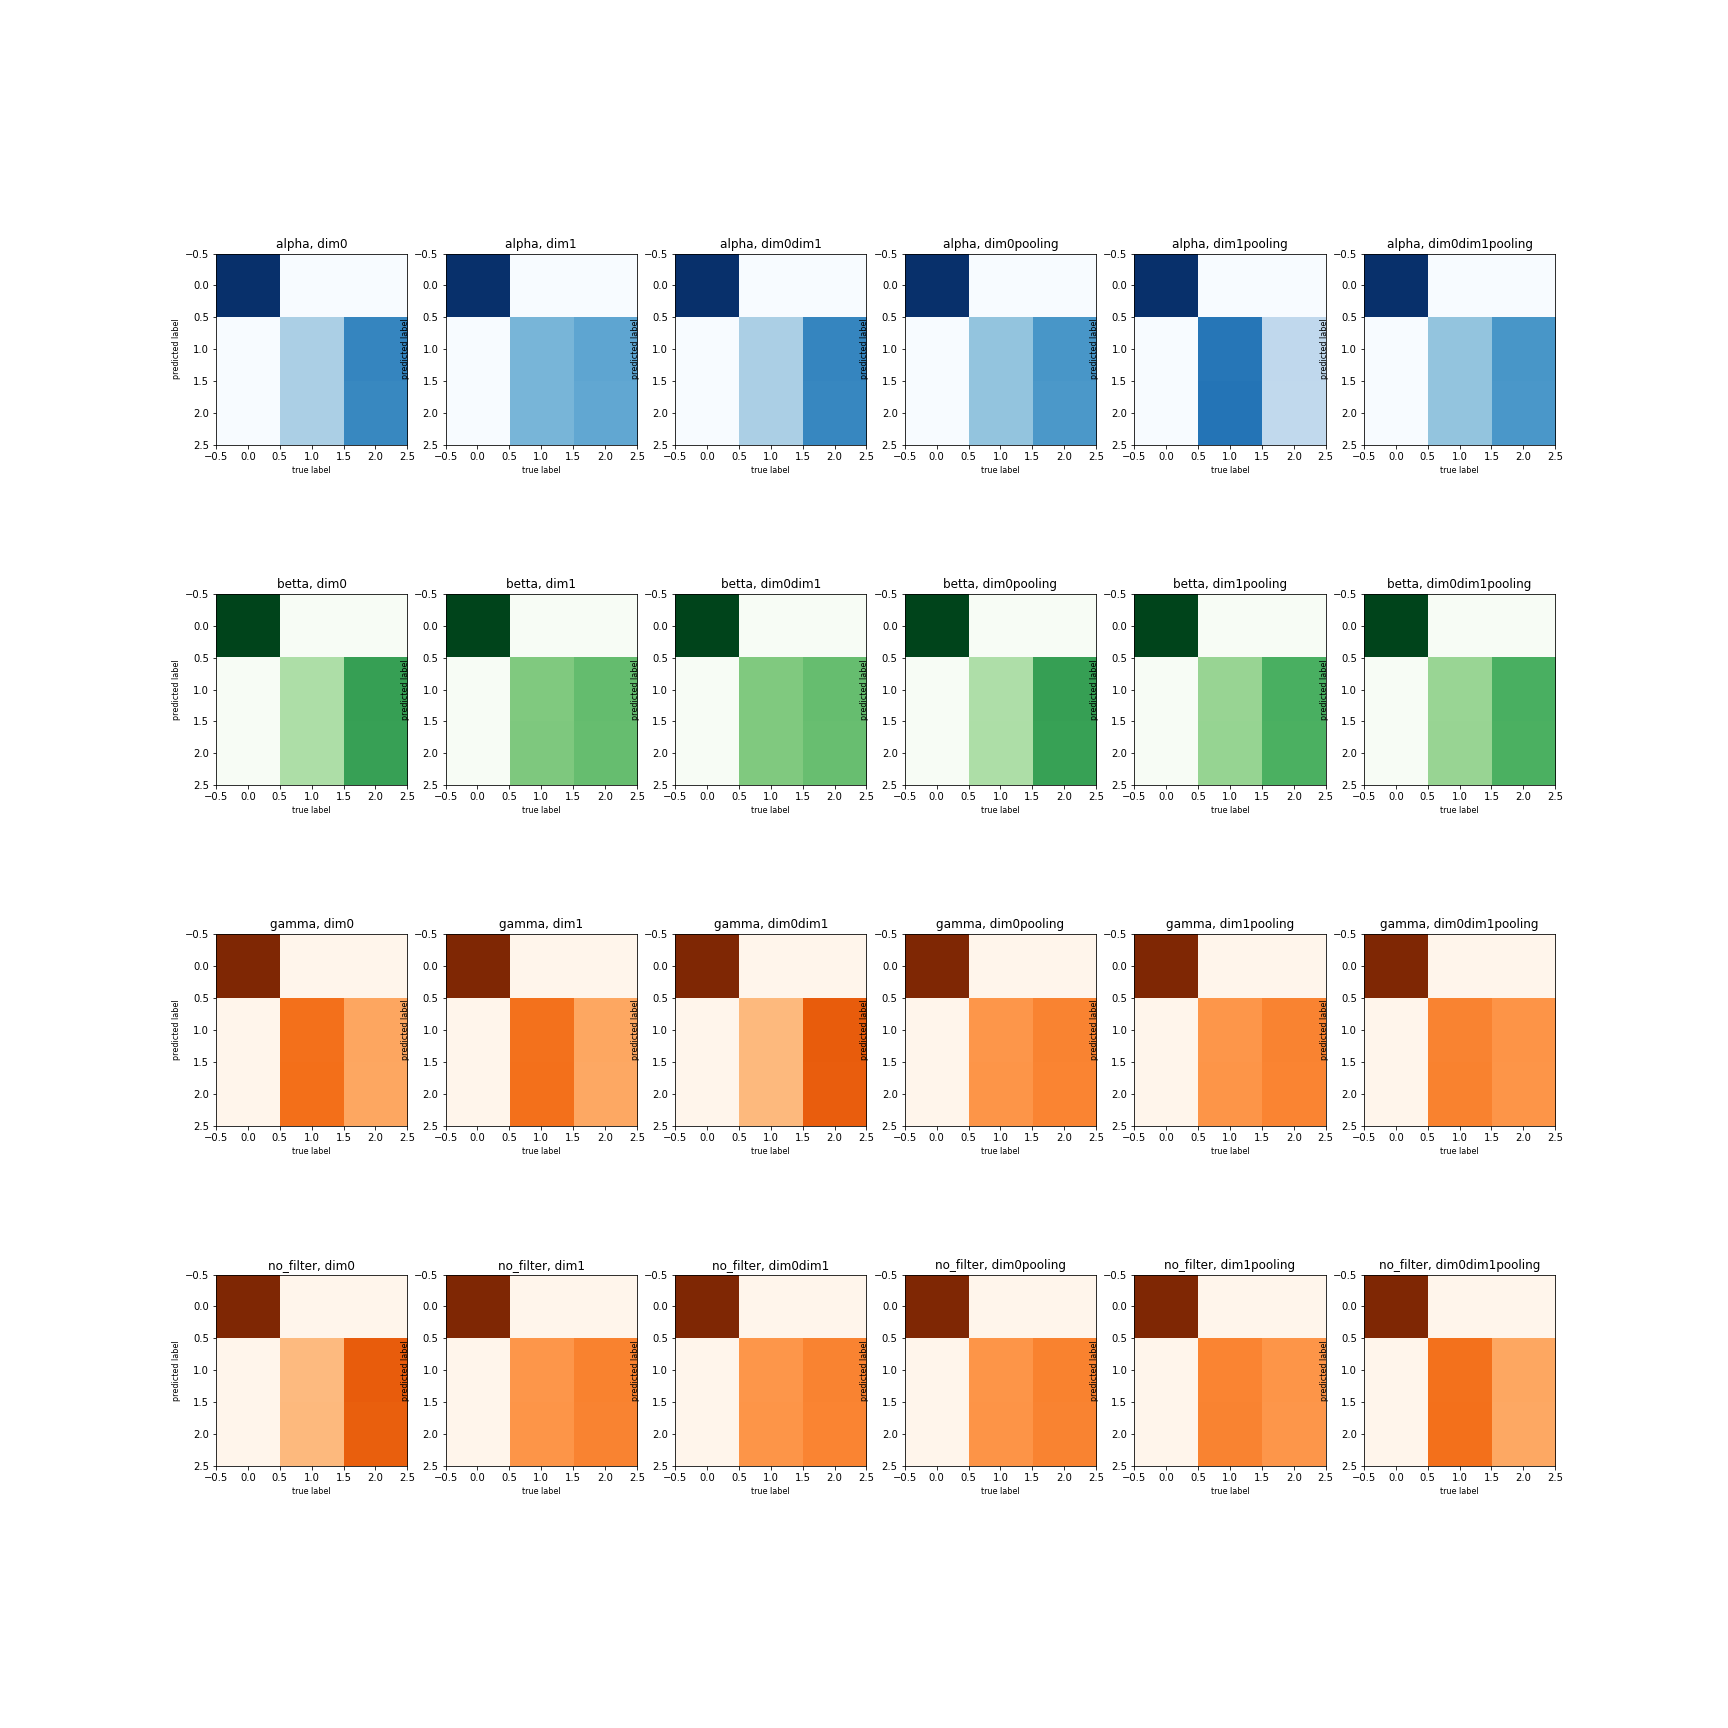 alpha, dim0 alpha, dim1 alpha, dim0dim1 alpha, dim0pooling alpha, dim1pooling alpha, dim0dim1pooling
−0.5 −0.5 −0.5 −0.5 −0.5 −0.5
0.0 0.0 0.0 0.0 0.0 0.0
0.5 0.5 0.5 0.5 0.5 0.5
predicted label predicted label predicted label predicted label predicted label predicted label
1.0 1.0 1.0 1.0 1.0 1.0
1.5 1.5 1.5 1.5 1.5 1.5
2.0 2.0 2.0 2.0 2.0 2.0
2.5 2.5 2.5 2.5 2.5 2.5
−0.5 0.0 0.5 1.0 1.5 2.0 2.5 −0.5 0.0 0.5 1.0 1.5 2.0 2.5 −0.5 0.0 0.5 1.0 1.5 2.0 2.5 −0.5 0.0 0.5 1.0 1.5 2.0 2.5 −0.5 0.0 0.5 1.0 1.5 2.0 2.5 −0.5 0.0 0.5 1.0 1.5 2.0 2.5
true label true label true label true label true label true label
betta, dim0 betta, dim1 betta, dim0dim1 betta, dim0pooling betta, dim1pooling betta, dim0dim1pooling
−0.5 −0.5 −0.5 −0.5 −0.5 −0.5
0.0 0.0 0.0 0.0 0.0 0.0
0.5 0.5 0.5 0.5 0.5 0.5
predicted label predicted label predicted label predicted label predicted label predicted label
1.0 1.0 1.0 1.0 1.0 1.0
1.5 1.5 1.5 1.5 1.5 1.5
2.0 2.0 2.0 2.0 2.0 2.0
2.5 2.5 2.5 2.5 2.5 2.5
−0.5 0.0 0.5 1.0 1.5 2.0 2.5 −0.5 0.0 0.5 1.0 1.5 2.0 2.5 −0.5 0.0 0.5 1.0 1.5 2.0 2.5 −0.5 0.0 0.5 1.0 1.5 2.0 2.5 −0.5 0.0 0.5 1.0 1.5 2.0 2.5 −0.5 0.0 0.5 1.0 1.5 2.0 2.5
true label true label true label true label true label true label
gamma, dim0 gamma, dim1 gamma, dim0dim1 gamma, dim0pooling gamma, dim1pooling gamma, dim0dim1pooling
−0.5 −0.5 −0.5 −0.5 −0.5 −0.5
0.0 0.0 0.0 0.0 0.0 0.0
0.5 0.5 0.5 0.5 0.5 0.5
predicted label predicted label predicted label predicted label predicted label predicted label
1.0 1.0 1.0 1.0 1.0 1.0
1.5 1.5 1.5 1.5 1.5 1.5
2.0 2.0 2.0 2.0 2.0 2.0
2.5 2.5 2.5 2.5 2.5 2.5
−0.5 0.0 0.5 1.0 1.5 2.0 2.5 −0.5 0.0 0.5 1.0 1.5 2.0 2.5 −0.5 0.0 0.5 1.0 1.5 2.0 2.5 −0.5 0.0 0.5 1.0 1.5 2.0 2.5 −0.5 0.0 0.5 1.0 1.5 2.0 2.5 −0.5 0.0 0.5 1.0 1.5 2.0 2.5
true label true label true label true label true label true label
no_filter, dim0 no_filter, dim1 no_filter, dim0dim1 no_filter, dim0pooling no_filter, dim1pooling no_filter, dim0dim1pooling
−0.5 −0.5 −0.5 −0.5 −0.5 −0.5
0.0 0.0 0.0 0.0 0.0 0.0
0.5 0.5 0.5 0.5 0.5 0.5
predicted label predicted label predicted label predicted label predicted label predicted label
1.0 1.0 1.0 1.0 1.0 1.0
1.5 1.5 1.5 1.5 1.5 1.5
2.0 2.0 2.0 2.0 2.0 2.0
2.5 2.5 2.5 2.5 2.5 2.5
−0.5 0.0 0.5 1.0 1.5 2.0 2.5 −0.5 0.0 0.5 1.0 1.5 2.0 2.5 −0.5 0.0 0.5 1.0 1.5 2.0 2.5 −0.5 0.0 0.5 1.0 1.5 2.0 2.5 −0.5 0.0 0.5 1.0 1.5 2.0 2.5 −0.5 0.0 0.5 1.0 1.5 2.0 2.5
true label true label true label true label true label true label